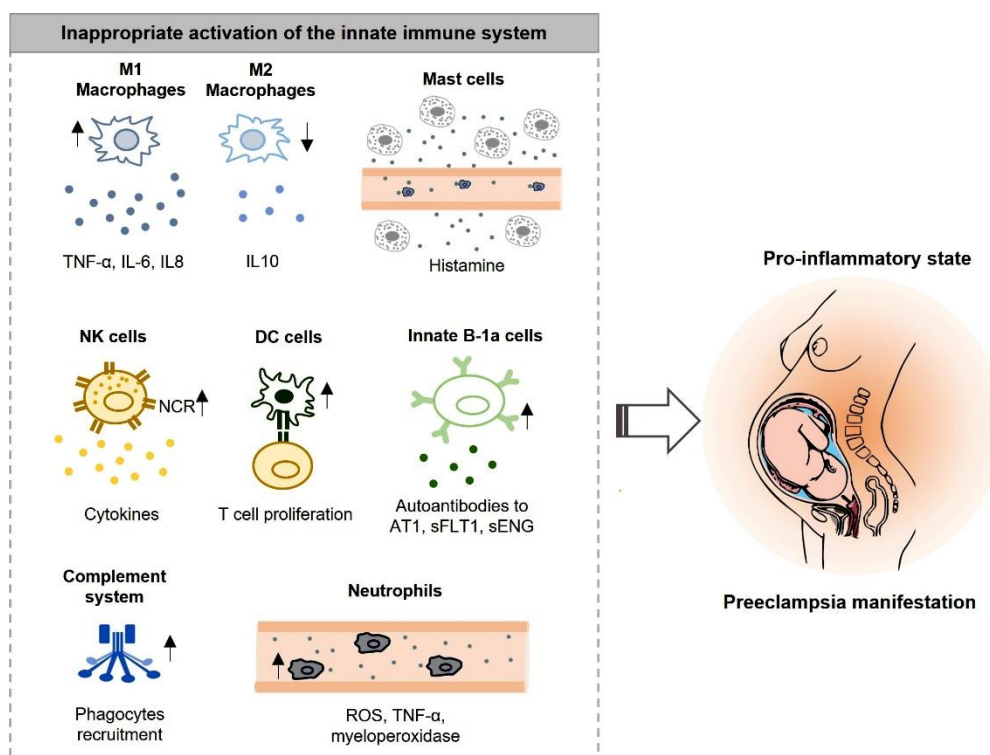 Inappropriate activation of the innate immune system
M1
Macrophages
M2
Macrophages
Mast cells
TNF-α, IL-6, IL8
IL10
Histamine
NK cells
DC cells
Innate B-1a cells
NCR
Cytokines
T cell proliferation
Autoantibodies to
AT1, sFLT1, sENG
Complement
system
Neutrophils
Phagocytes
recruitment
ROS, TNF-α,
myeloperoxidase
Pro-inflammatory state
Preeclampsia manifestation